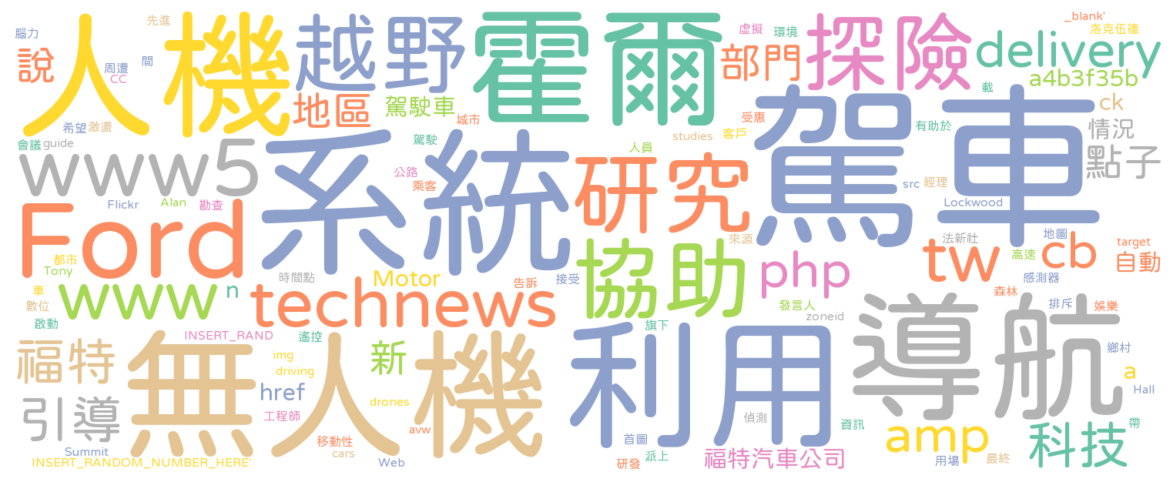 腦力
先進
說
周遭
CC
間
人機
越野
霍爾
虛擬
環境
部門
探險
_blank'
洛克伍德
delivery
a4b3f35b
希望
激盪
地區
駕駛車
城市
駕駛
studies
受惠
客戶
載
ck
有助於
情況
點子
會議
guide
www5
Flickr
Alan
勘查
公路
乘客
系統
人員
研究
駕車
src
經理
Lockwood
Ford
都市
Tony
車
數位
啟動
www
n
時間點
Motor
technews
告訴
接受
協助
來源
php
發言人
zoneid
法新社
地圖
高速
tw
感測器
cb
target
自動
森林
排斥
娛樂
INSERT_RAND
遙控
旗下
福特
無人機
img
driving
新
href
工程師
drones
利用
導航
鄉村
a
Hall
引導
Summit
移動性
cars
avw
Web
首圖
派上
研發
偵測
資訊
福特汽車公司
amp
用場
最終
科技
帶
INSERT_RANDOM_NUMBER_HERE'